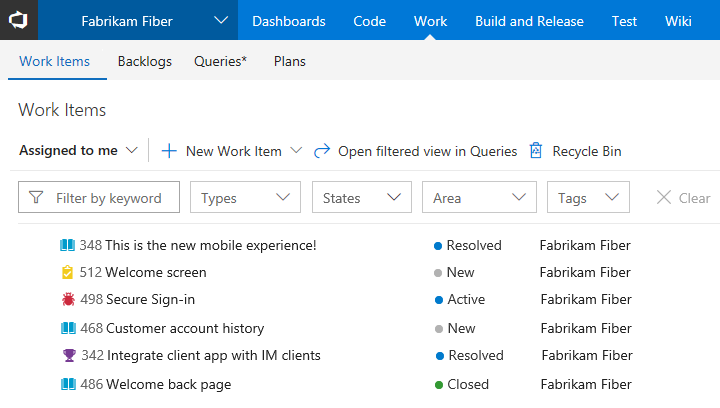 Fabrikam Fiber Dashboards Code Work Build and Release Test Wiki
Work Items Backlogs Queries* Plans
Work Items
Assigned to me New Work Item Open filtered view in Queries Recycle Bin
Filter by keyword Types States Area Tags Clear
348 This is the new mobile experience! Resolved Fabrikam Fiber
512 Welcome screen New Fabrikam Fiber
498 Secure Sign-in Active Fabrikam Fiber
468 Customer account history New Fabrikam Fiber
342 Integrate client app with IM clients Resolved Fabrikam Fiber
486 Welcome back page Closed Fabrikam Fiber